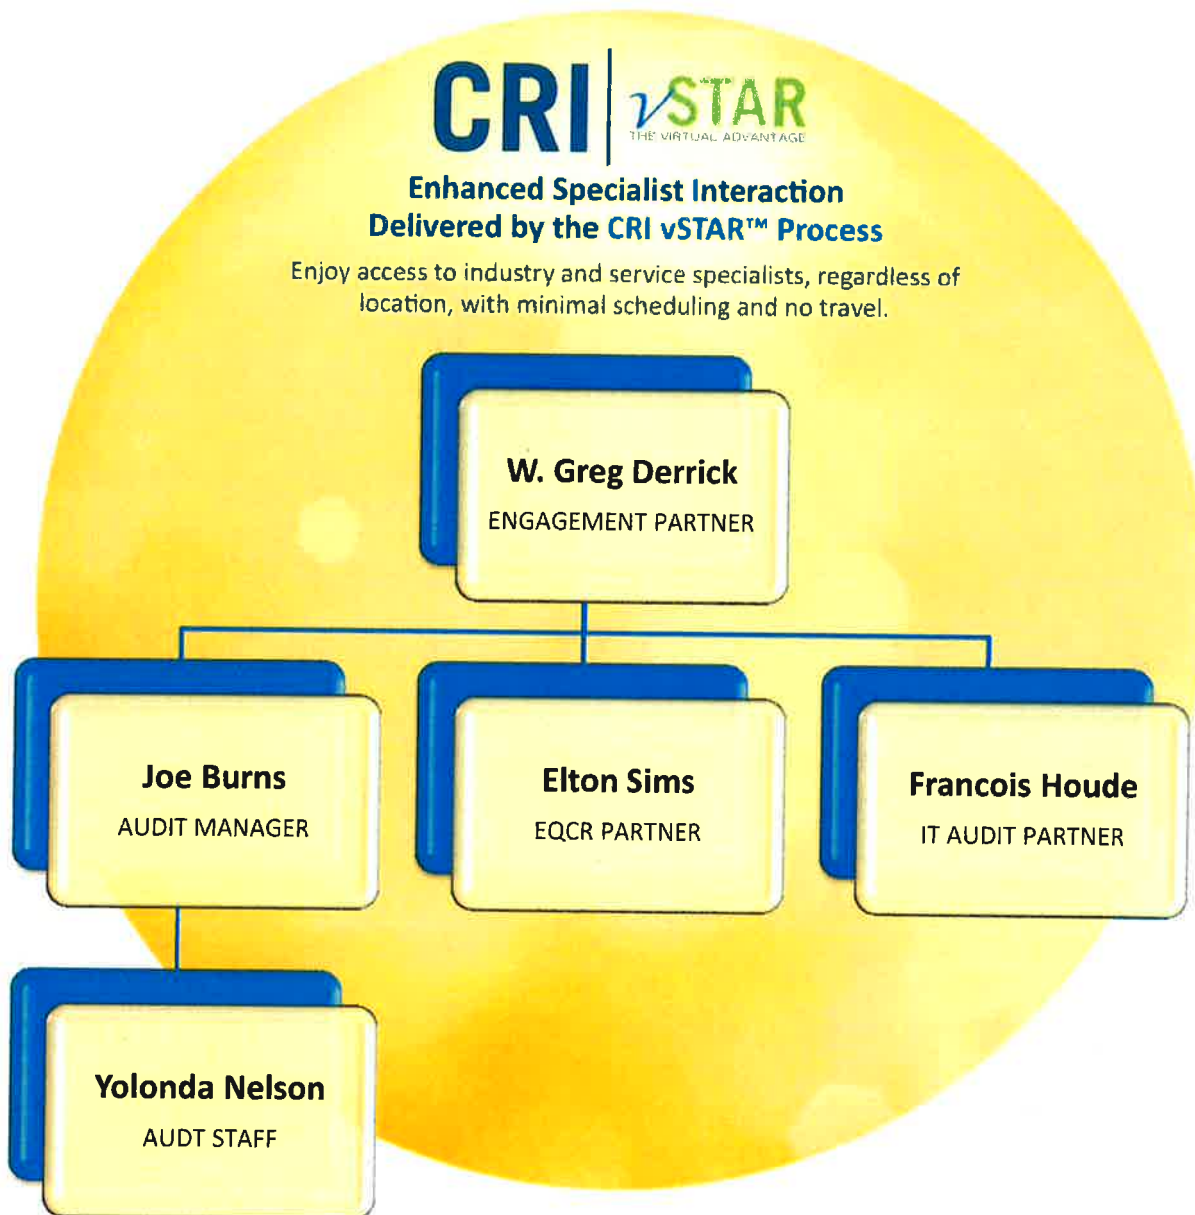 CRI
vSTAR
THE VIRTUAL ADVANTAGE
Enhanced Specialist Interaction
Delivered by the CRI vSTAR™ Process
Enjoy access to industry and service specialists, regardless of
location, with minimal scheduling and no travel.
W. Greg Derrick
ENGAGEMENT PARTNER
Joe Burns
AUDIT MANAGER
Elton Sims
EQCR PARTNER
Francois Houde
IT AUDIT PARTNER
Yolonda Nelson
AUDT STAFF